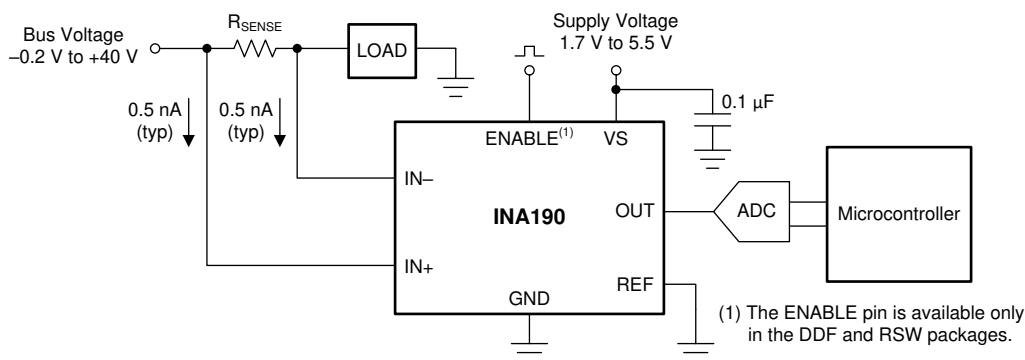 Bus Voltage
–0.2 V to +40 V
R_SENSE
LOAD
Supply Voltage
1.7 V to 5.5 V
0.5 nA
(typ)
0.5 nA
(typ)
0.1 µF
ENABLE(1)
VS
IN–
INA190
OUT
ADC
Microcontroller
IN+
REF
GND
(1) The ENABLE pin is available only
in the DDF and RSW packages.